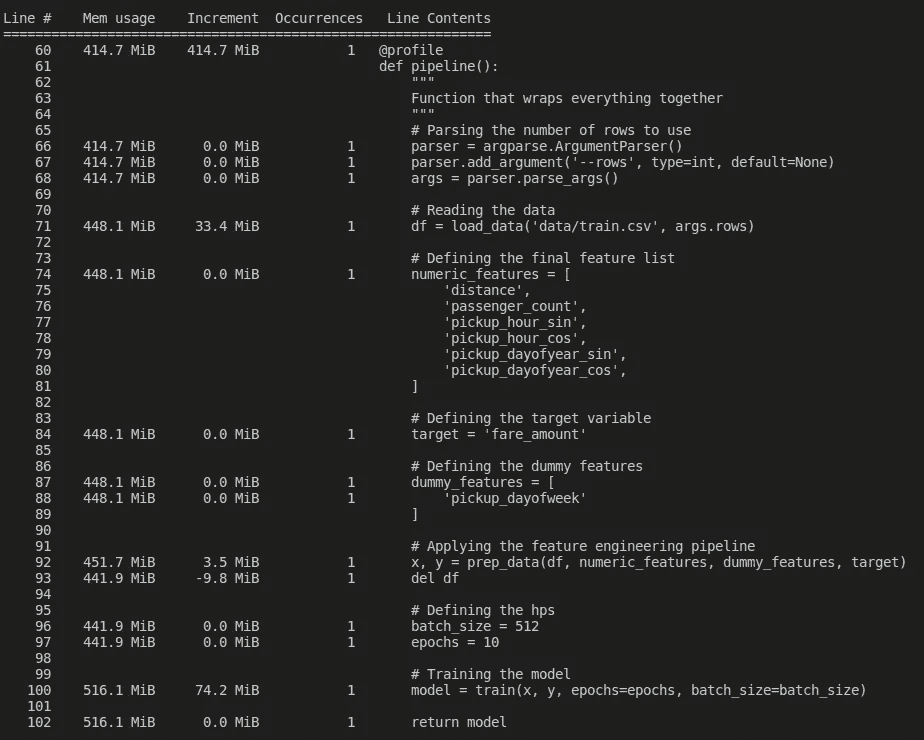 Line #    Mem usage    Increment  Occurrences   Line Contents
=============================================================
    60    414.7 MiB    414.7 MiB           1   @profile
    61                                         def pipeline():
    62                                             """
    63                                             Function that wraps everything together
    64                                             """
    65                                             # Parsing the number of rows to use
    66    414.7 MiB      0.0 MiB           1       parser = argparse.ArgumentParser()
    67    414.7 MiB      0.0 MiB           1       parser.add_argument('--rows', type=int, default=None)
    68    414.7 MiB      0.0 MiB           1       args = parser.parse_args()
    69
    70                                             # Reading the data
    71    448.1 MiB     33.4 MiB           1       df = load_data('data/train.csv', args.rows)
    72
    73                                             # Defining the final feature list
    74    448.1 MiB      0.0 MiB           1       numeric_features = [
    75                                                 'distance',
    76                                                 'passenger_count',
    77                                                 'pickup_hour_sin',
    78                                                 'pickup_hour_cos',
    79                                                 'pickup_dayofyear_sin',
    80                                                 'pickup_dayofyear_cos',
    81                                             ]
    82
    83                                             # Defining the target variable
    84    448.1 MiB      0.0 MiB           1       target = 'fare_amount'
    85
    86                                             # Defining the dummy features
    87    448.1 MiB      0.0 MiB           1       dummy_features = [
    88    448.1 MiB      0.0 MiB           1           'pickup_dayofweek'
    89                                             ]
    90
    91                                             # Applying the feature engineering pipeline
    92    451.7 MiB      3.5 MiB           1       x, y = prep_data(df, numeric_features, dummy_features, target)
    93    441.9 MiB     -9.8 MiB           1       del df
    94
    95                                             # Defining the hps
    96    441.9 MiB      0.0 MiB           1       batch_size = 512
    97    441.9 MiB      0.0 MiB           1       epochs = 10
    98
    99                                             # Training the model
   100    516.1 MiB     74.2 MiB           1       model = train(x, y, epochs=epochs, batch_size=batch_size)
   101
   102    516.1 MiB      0.0 MiB           1       return model